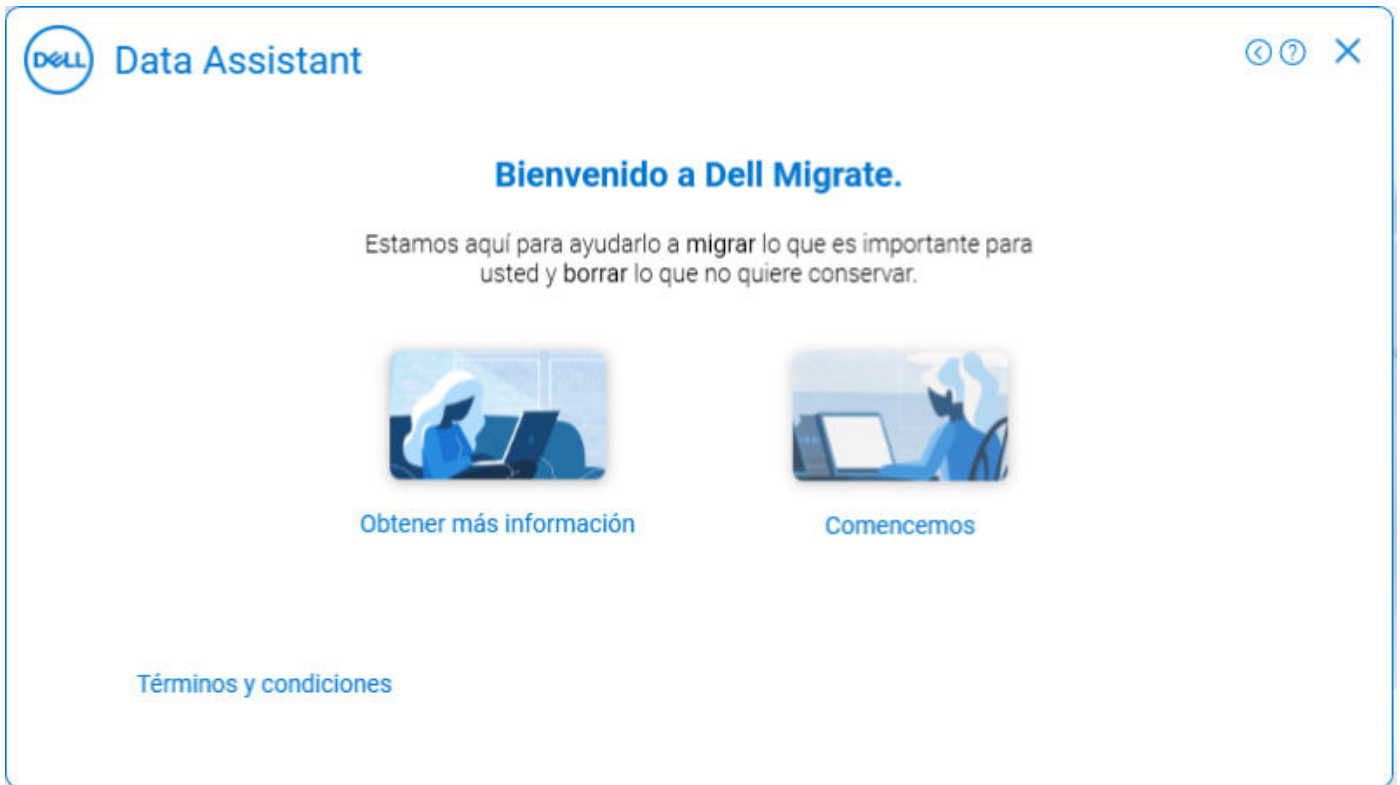 DELL
Data Assistant
Bienvenido a Dell Migrate.
Estamos aquí para ayudarlo a migrar lo que es importante para
usted y borrar lo que no quiere conservar.
Obtener más información
Comencemos
Términos y condiciones